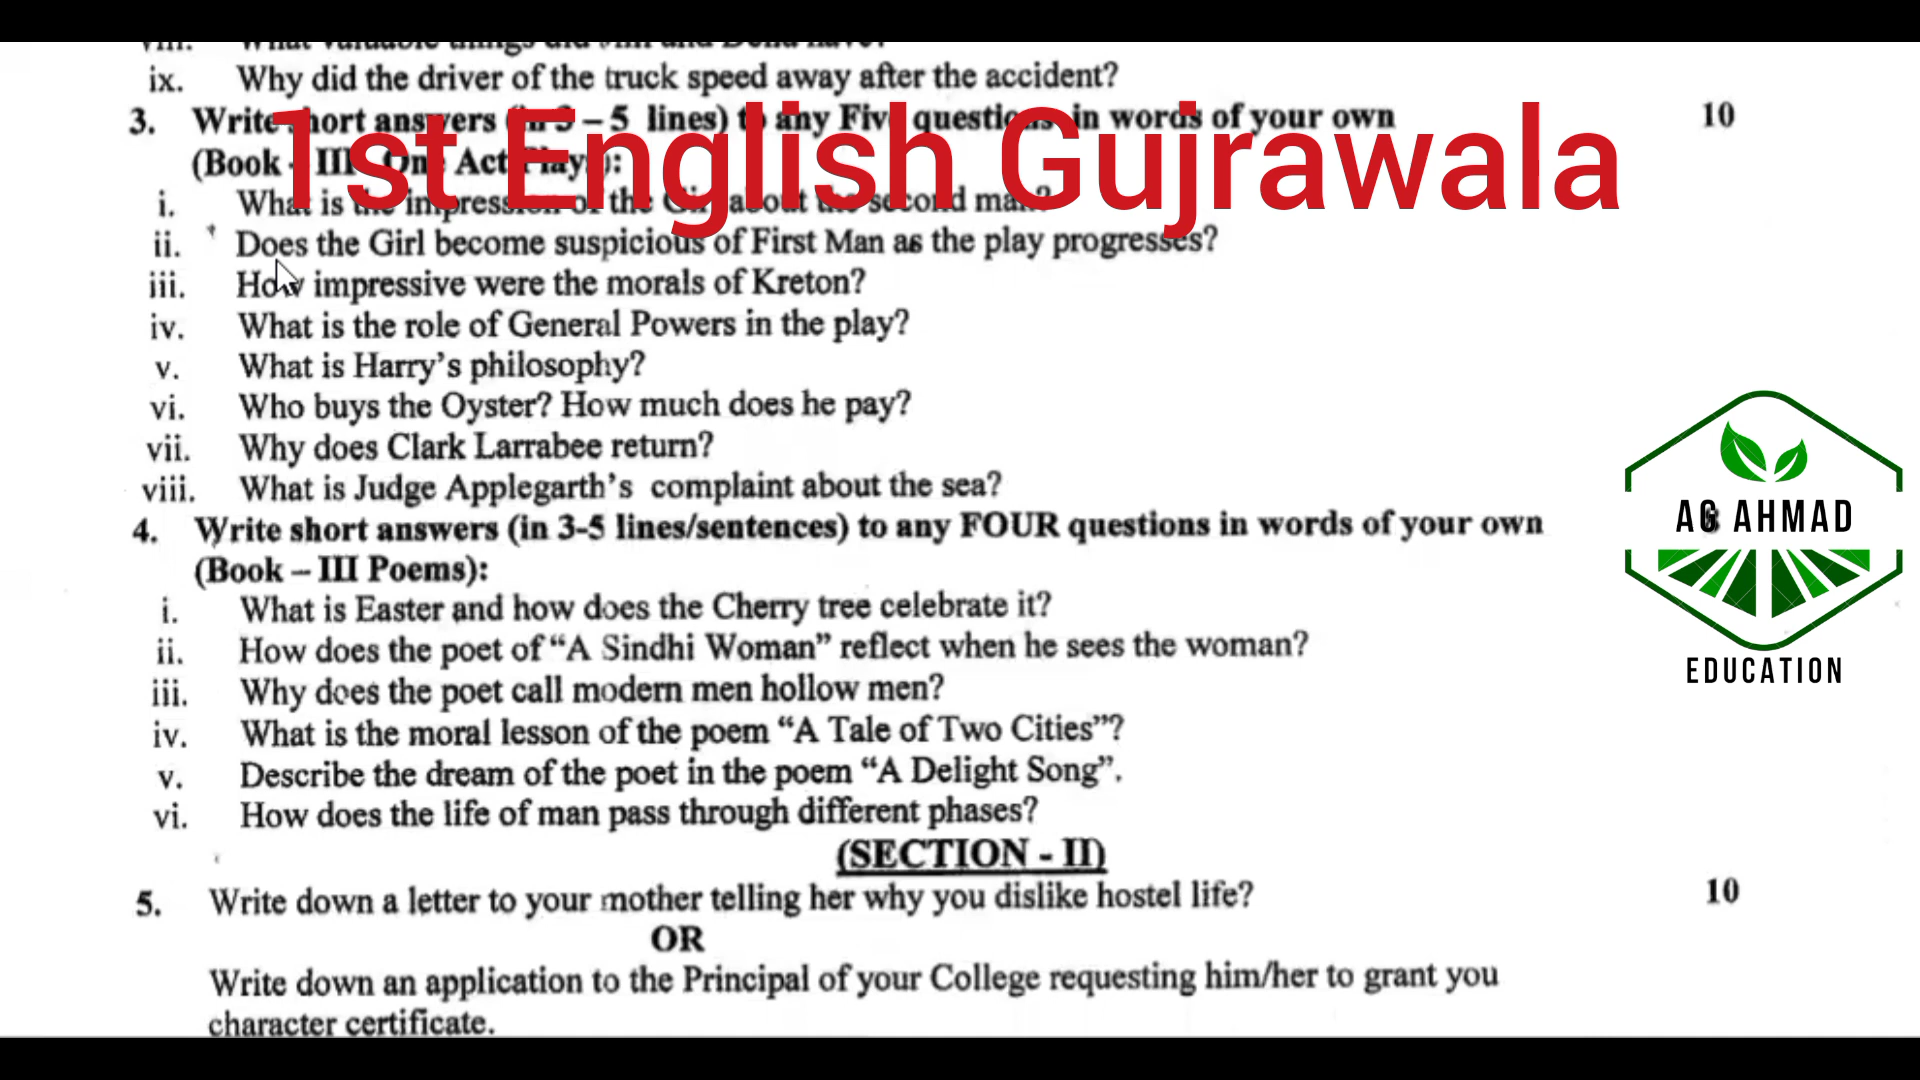 viii. What valuable things did Jim and Della have?
ix. Why did the driver of the truck speed away after the accident?
3. Write short answers (in 3 – 5 lines) to any Five questions in words of your own 10
(Book – III One Act Plays):
1st English Gujrawala
i. What is the impression of the Girl about the second man?
ii. Does the Girl become suspicious of First Man as the play progresses?
iii. How impressive were the morals of Kreton?
iv. What is the role of General Powers in the play?
v. What is Harry's philosophy?
vi. Who buys the Oyster? How much does he pay?
vii. Why does Clark Larrabee return?
viii. What is Judge Applegarth's complaint about the sea?
4. Write short answers (in 3-5 lines/sentences) to any FOUR questions in words of your own
(Book – III Poems):
i. What is Easter and how does the Cherry tree celebrate it?
ii. How does the poet of “A Sindhi Woman” reflect when he sees the woman?
iii. Why does the poet call modern men hollow men?
iv. What is the moral lesson of the poem “A Tale of Two Cities”?
v. Describe the dream of the poet in the poem “A Delight Song”.
vi. How does the life of man pass through different phases?
(SECTION - II)
5. Write down a letter to your mother telling her why you dislike hostel life? 10
OR
Write down an application to the Principal of your College requesting him/her to grant you
character certificate.
AG AHMAD
EDUCATION